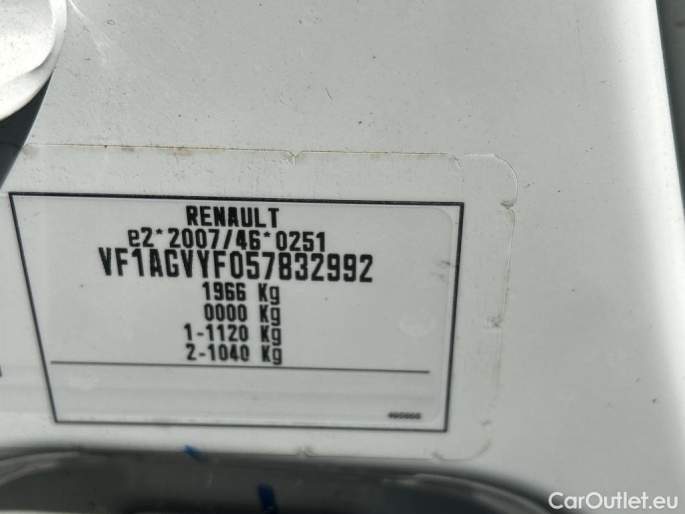 RENAULT
e2*2007/46*0251
VF1AGVYF057832992
1966 Kg
0000 Kg
1-1120 Kg
2-1040 Kg
CarOutlet.eu